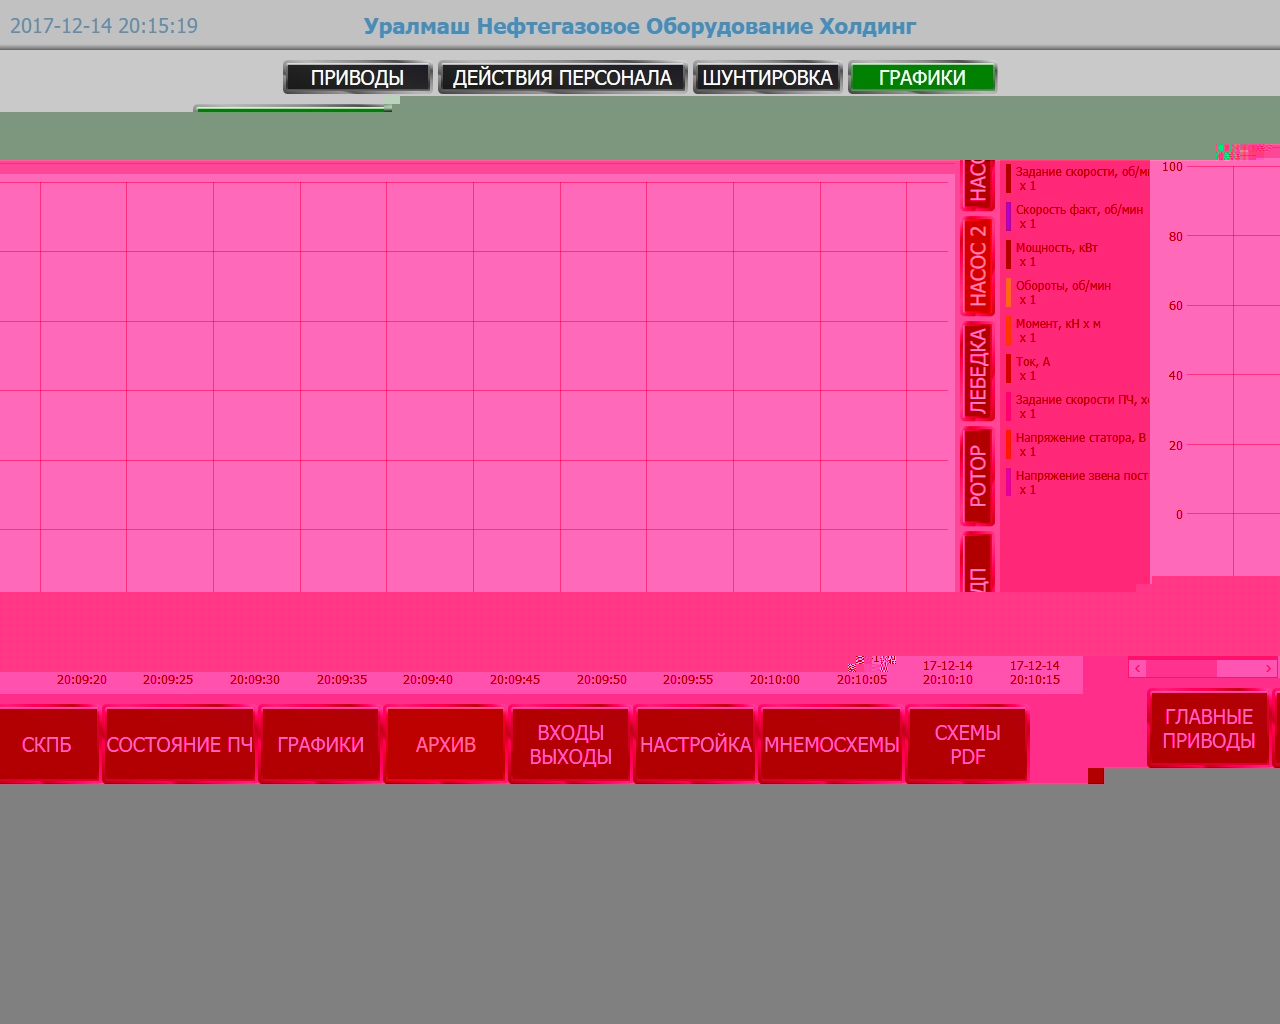 2017-12-14 20:15:19
Уралмаш Нефтегазовое Оборудование Холдинг
ПРИВОДЫ
ДЕЙСТВИЯ ПЕРСОНАЛА
ШУНТИРОВКА
ГРАФИКИ
НАСОС 2
ЛЕБЕДКА
РОТОР
Задание скорости,
x 1
Скорость факт, об/мин
x 1
Мощность, кВт
x 1
Обороты, об/мин
x 1
Момент, кН х м
x 1
Ток, А
x 1
Задание скорости ПЧ,
x 1
Напряжение статора, В
x 1
Напряжение звена
x 1
100
80
60
40
20
0
17-12-14
17-12-14
20:09:20
20:09:25
20:09:30
20:09:35
20:09:40
20:09:45
20:09:50
20:09:55
20:10:00
20:10:05
20:10:10
20:10:15
СКПБ
СОСТОЯНИЕ ПЧ
ГРАФИКИ
АРХИВ
ВХОДЫ
ВЫХОДЫ
НАСТРОЙКА
МНЕМОСХЕМЫ
СХЕМЫ
PDF
ГЛАВНЫЕ
ПРИВОДЫ